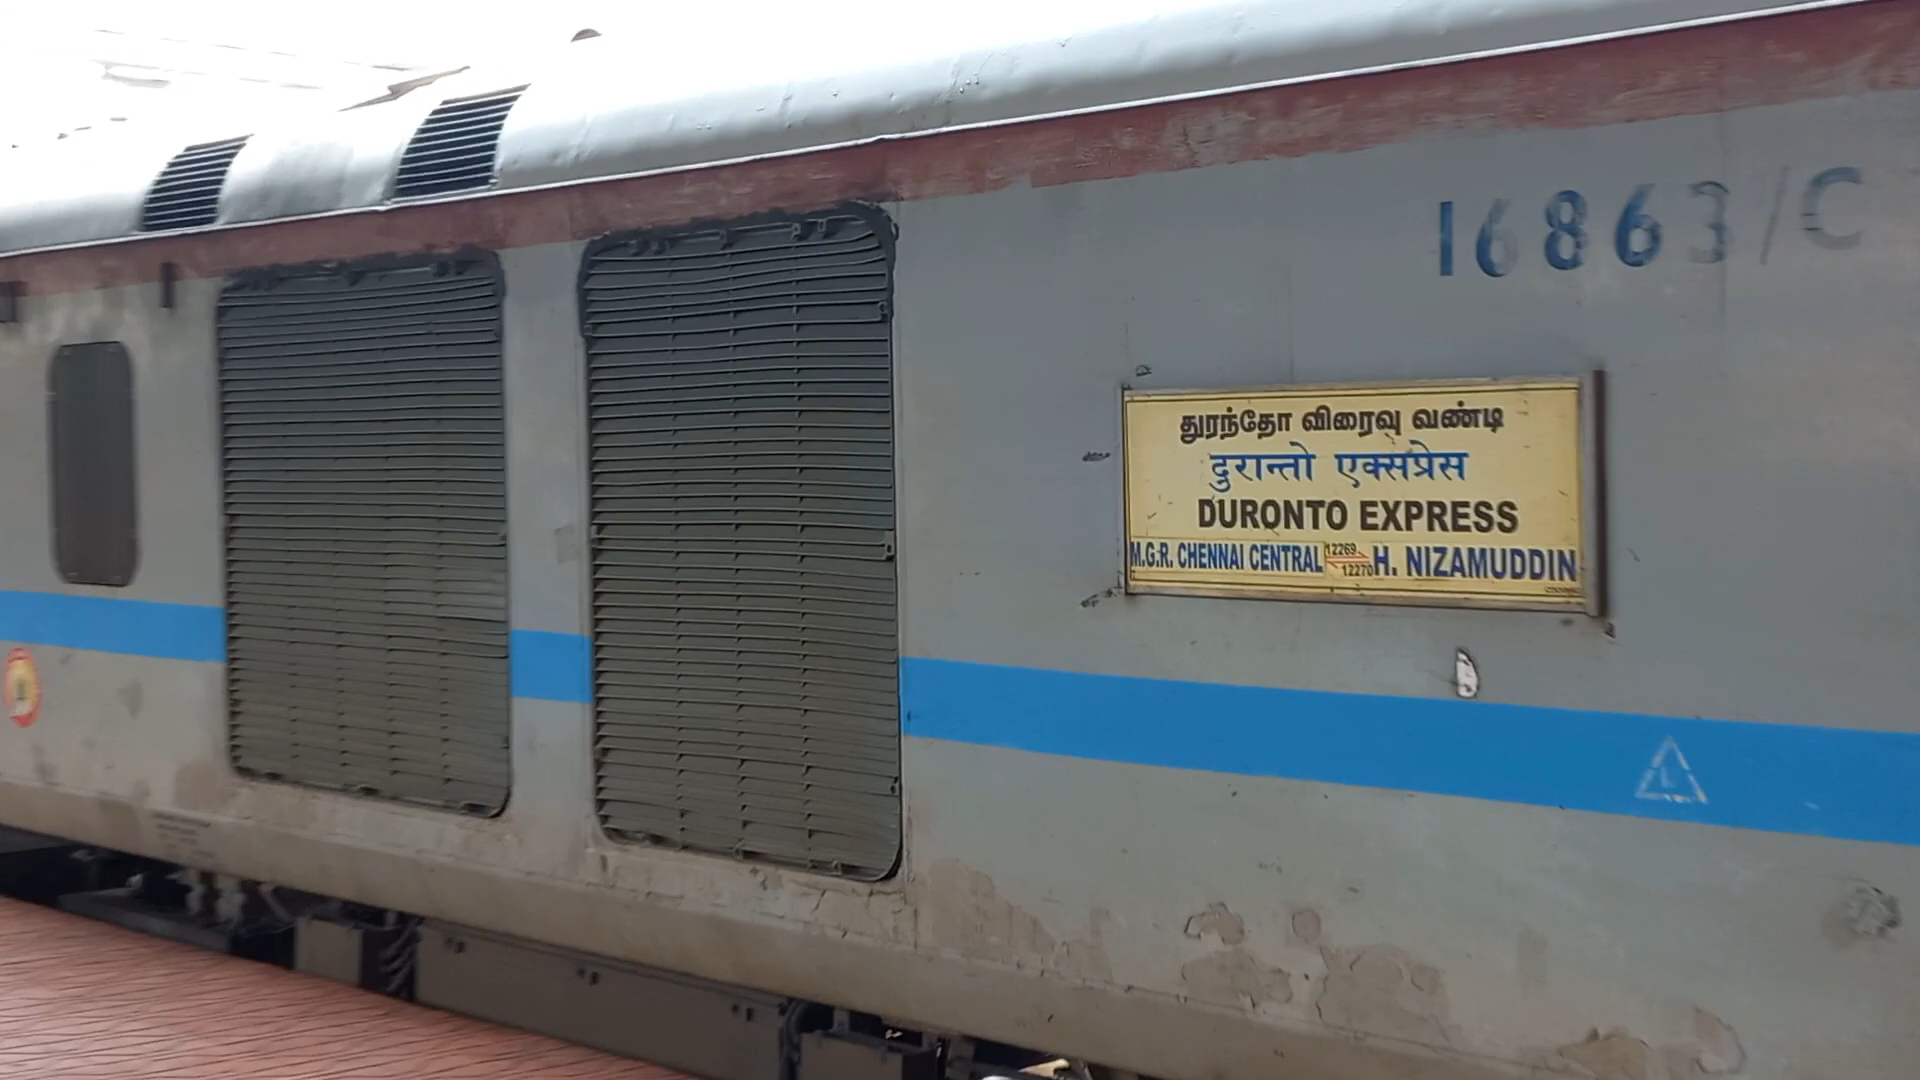 16863/C
துரந்தோ விரைவு வண்டி
दुरान्तो एक्सप्रेस
DURONTO EXPRESS
M.G.R. CHENNAI CENTRAL 12269 12270 H. NIZAMUDDIN
L